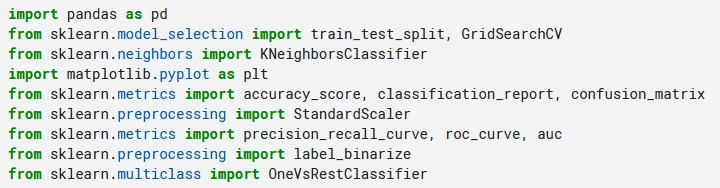 import pandas as pd
from sklearn.model_selection import train_test_split, GridSearchCV
from sklearn.neighbors import KNeighborsClassifier
import matplotlib.pyplot as plt
from sklearn.metrics import accuracy_score, classification_report, confusion_matrix
from sklearn.preprocessing import StandardScaler
from sklearn.metrics import precision_recall_curve, roc_curve, auc
from sklearn.preprocessing import label_binarize
from sklearn.multiclass import OneVsRestClassifier